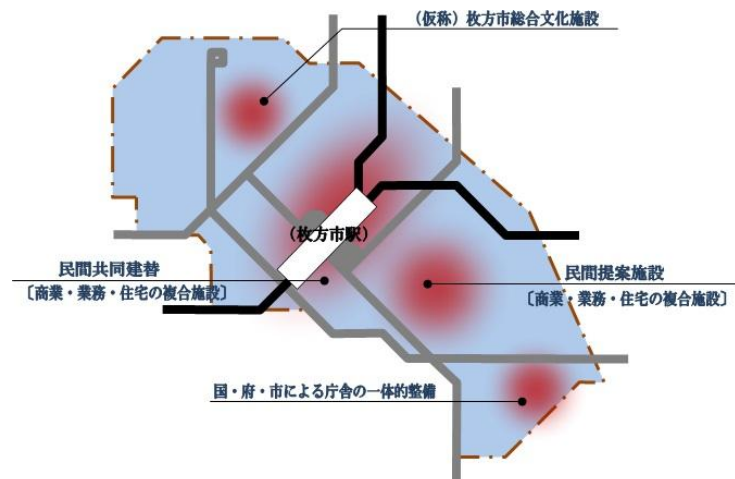 （仮称）枚方市総合文化施設
（枚方市駅）
民間共同建替
〔商業・業務・住宅の複合施設〕
民間提案施設
〔商業・業務・住宅の複合施設〕
国・府・市による庁舎の一体的整備